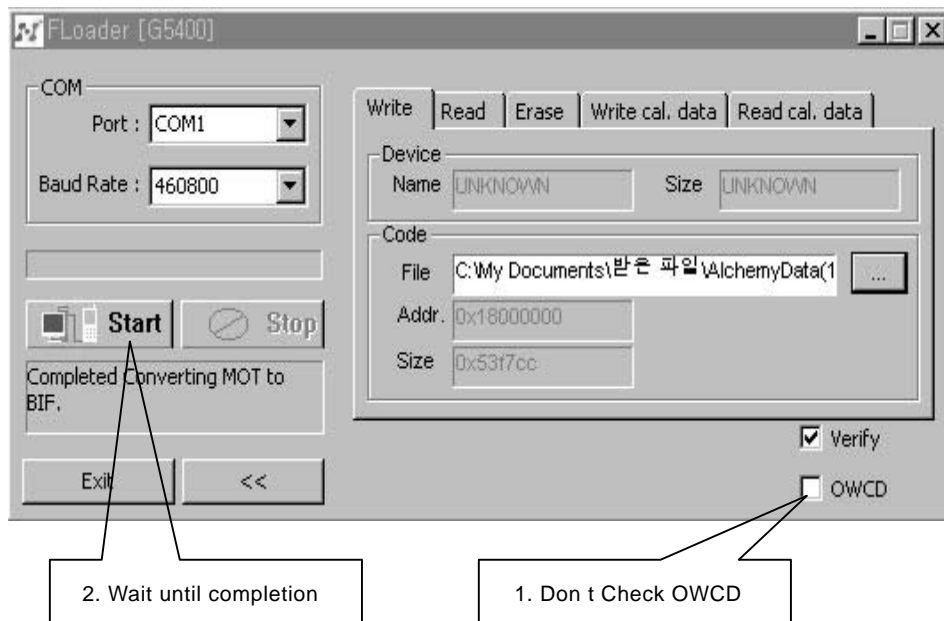 FLoader [G5400]
COM
Port : COM1
Baud Rate : 460800
Start
Stop
Completed Converting MOT to
BIF.
Exit
<<
Write
Read
Erase
Write cal. data
Read cal. data
Device
Name UNKNOWN
Size UNKNOWN
Code
File C:\My Documents\받은 파일\AlchemyData(1
...
Addr. 0x18000000
Size 0x53f7cc
Verify
OWCD
2. Wait until completion
1. Don t Check OWCD